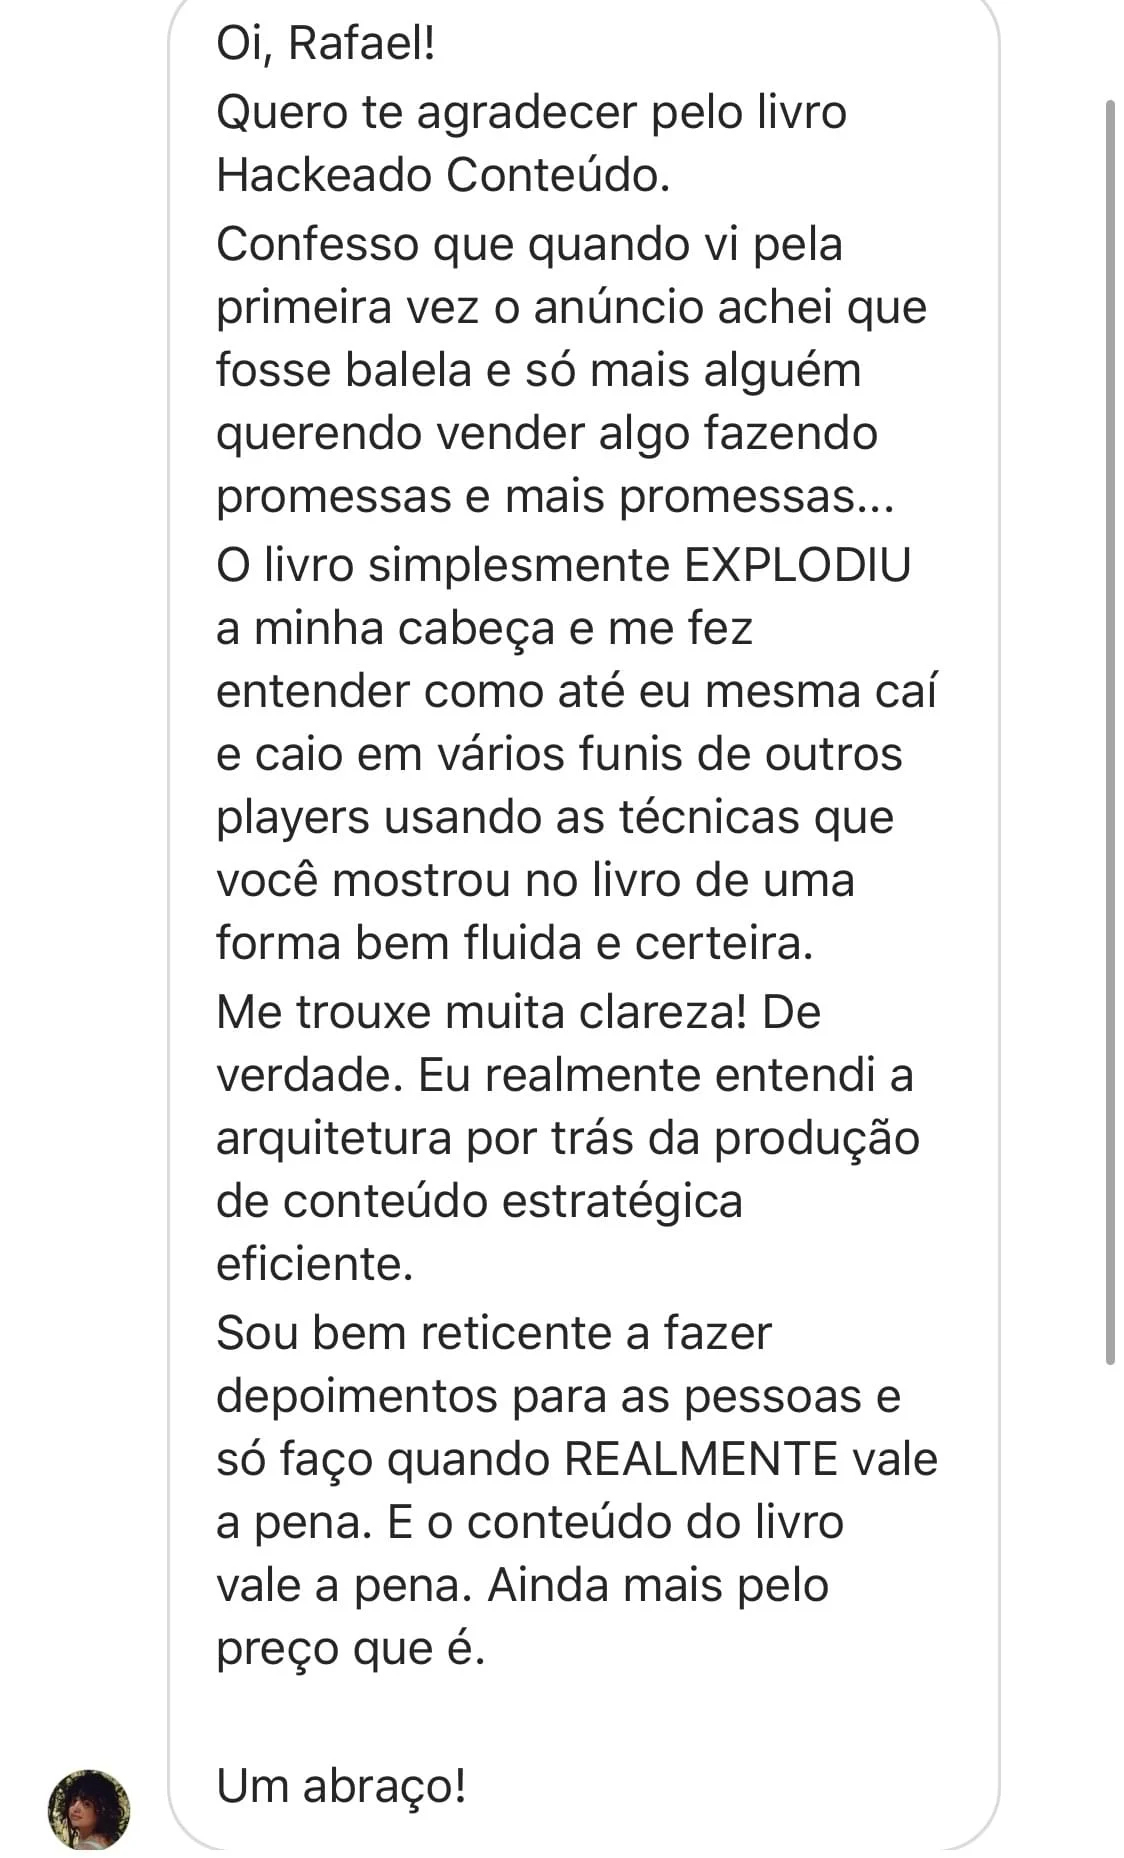 Oi, Rafael!
Quero te agradecer pelo livro
Hackeado Conteúdo.
Confesso que quando vi pela
primeira vez o anúncio achei que
fosse balela e só mais alguém
querendo vender algo fazendo
promessas e mais promessas...
O livro simplesmente EXPLODIU
a minha cabeça e me fez
entender como até eu mesma caí
e caio em vários funis de outros
players usando as técnicas que
você mostrou no livro de uma
forma bem fluida e certeira.
Me trouxe muita clareza! De
verdade. Eu realmente entendi a
arquitetura por trás da produção
de conteúdo estratégica
eficiente.
Sou bem reticente a fazer
depoimentos para as pessoas e
só faço quando REALMENTE vale
a pena. E o conteúdo do livro
vale a pena. Ainda mais pelo
preço que é.
Um abraço!